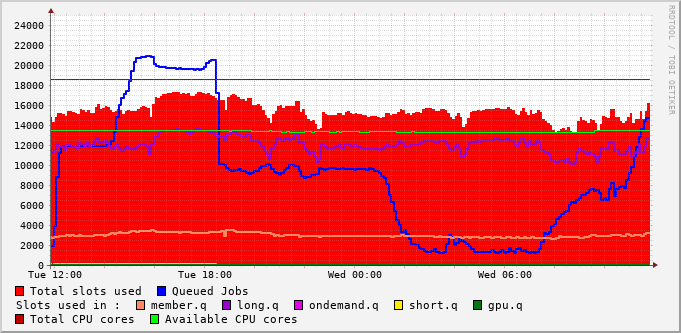 RRDTOOL / TOBI OETIKER
24000
22000
20000
18000
16000
14000
12000
10000
8000
6000
4000
2000
0
Tue 12:00 Tue 18:00 Wed 00:00 Wed 06:00
Total slots used Queued Jobs
Slots used in : member.q long.q ondemand.q short.q gpu.q
Total CPU cores Available CPU cores